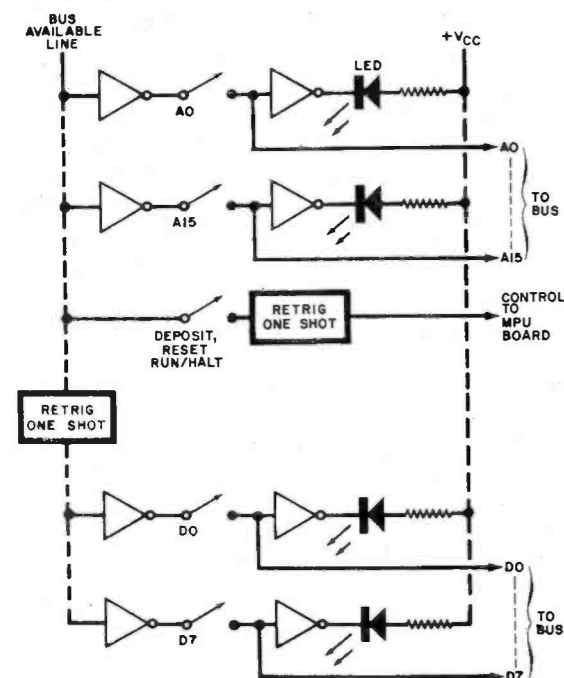 BUS
AVAILABLE
LINE
+VCC
LED
A0
A0
A15
TO
BUS
A15
DEPOSIT,
RESET
RUN/HALT
RETRIG
ONE SHOT
CONTROL
TO
MPU
BOARD
RETRIG
ONE SHOT
D0
D0
D7
TO
BUS
D7